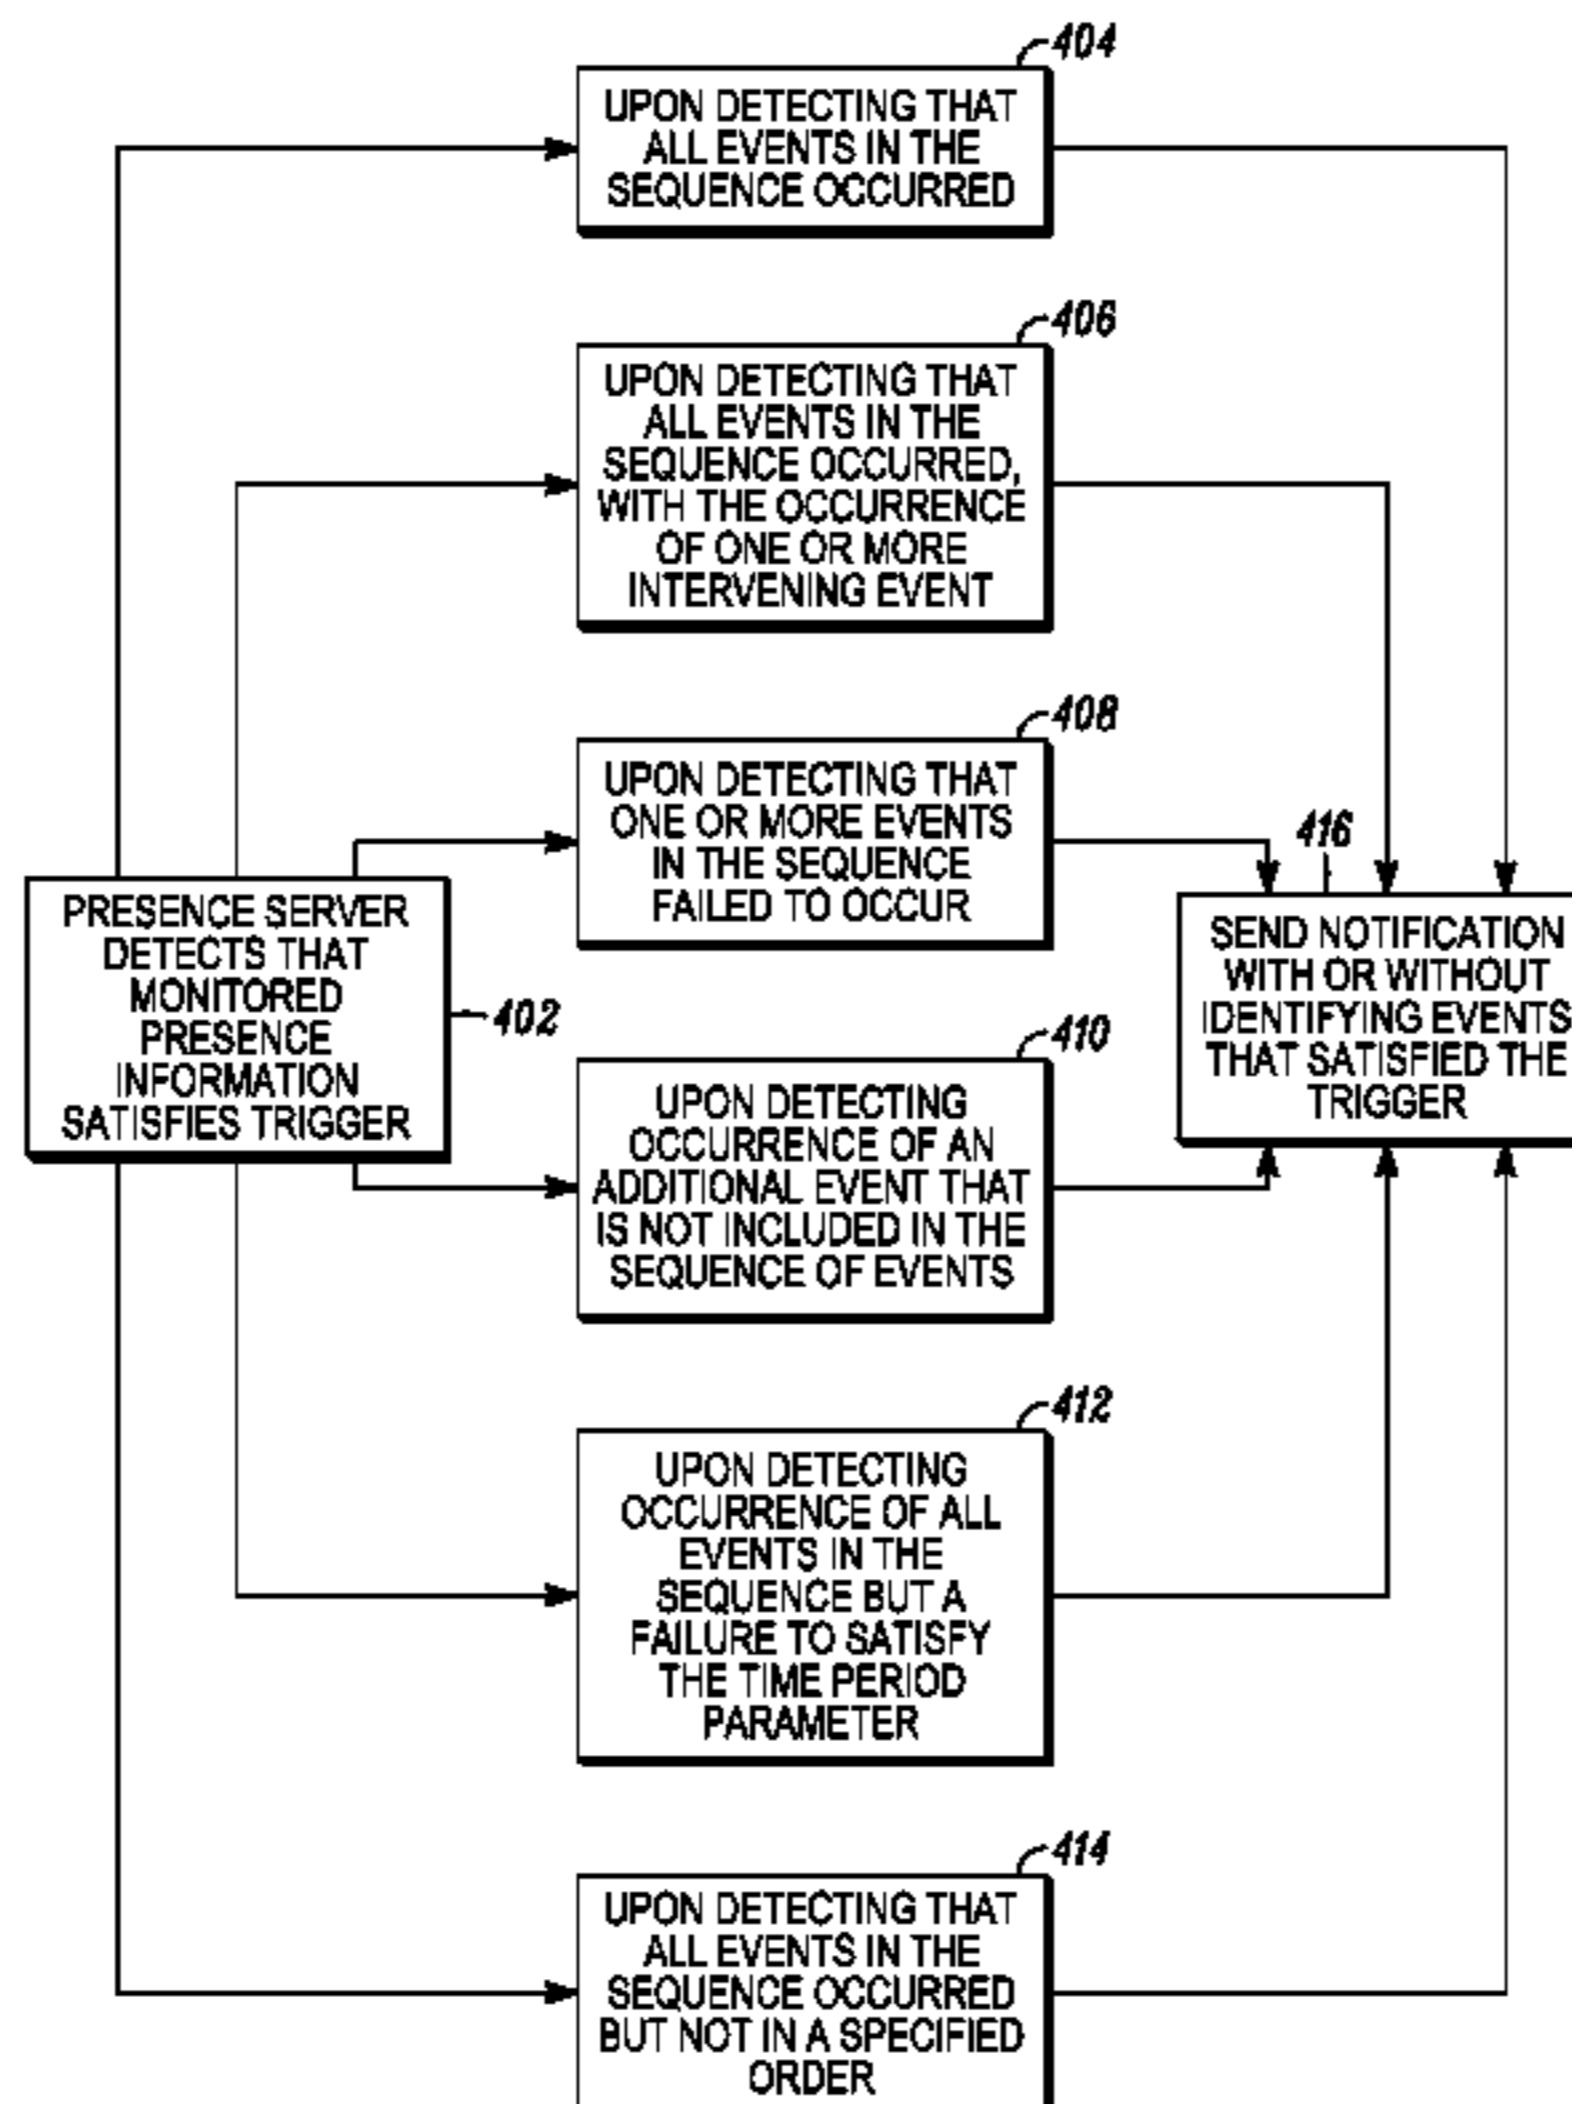 404
UPON DETECTING THAT
ALL EVENTS IN THE
SEQUENCE OCCURRED
406
UPON DETECTING THAT
ALL EVENTS IN THE
SEQUENCE OCCURRED,
WITH THE OCCURRENCE
OF ONE OR MORE
INTERVENING EVENT
408
UPON DETECTING THAT
ONE OR MORE EVENTS
IN THE SEQUENCE
FAILED TO OCCUR
PRESENCE SERVER
DETECTS THAT
MONITORED
PRESENCE
INFORMATION
SATISFIES TRIGGER
402
410
UPON DETECTING
OCCURRENCE OF AN
ADDITIONAL EVENT THAT
IS NOT INCLUDED IN THE
SEQUENCE OF EVENTS
416
SEND NOTIFICATION
WITH OR WITHOUT
IDENTIFYING EVENTS
THAT SATISFIED THE
TRIGGER
412
UPON DETECTING
OCCURRENCE OF ALL
EVENTS IN THE
SEQUENCE BUT A
FAILURE TO SATISFY
THE TIME PERIOD
PARAMETER
414
UPON DETECTING THAT
ALL EVENTS IN THE
SEQUENCE OCCURRED
BUT NOT IN A SPECIFIED
ORDER